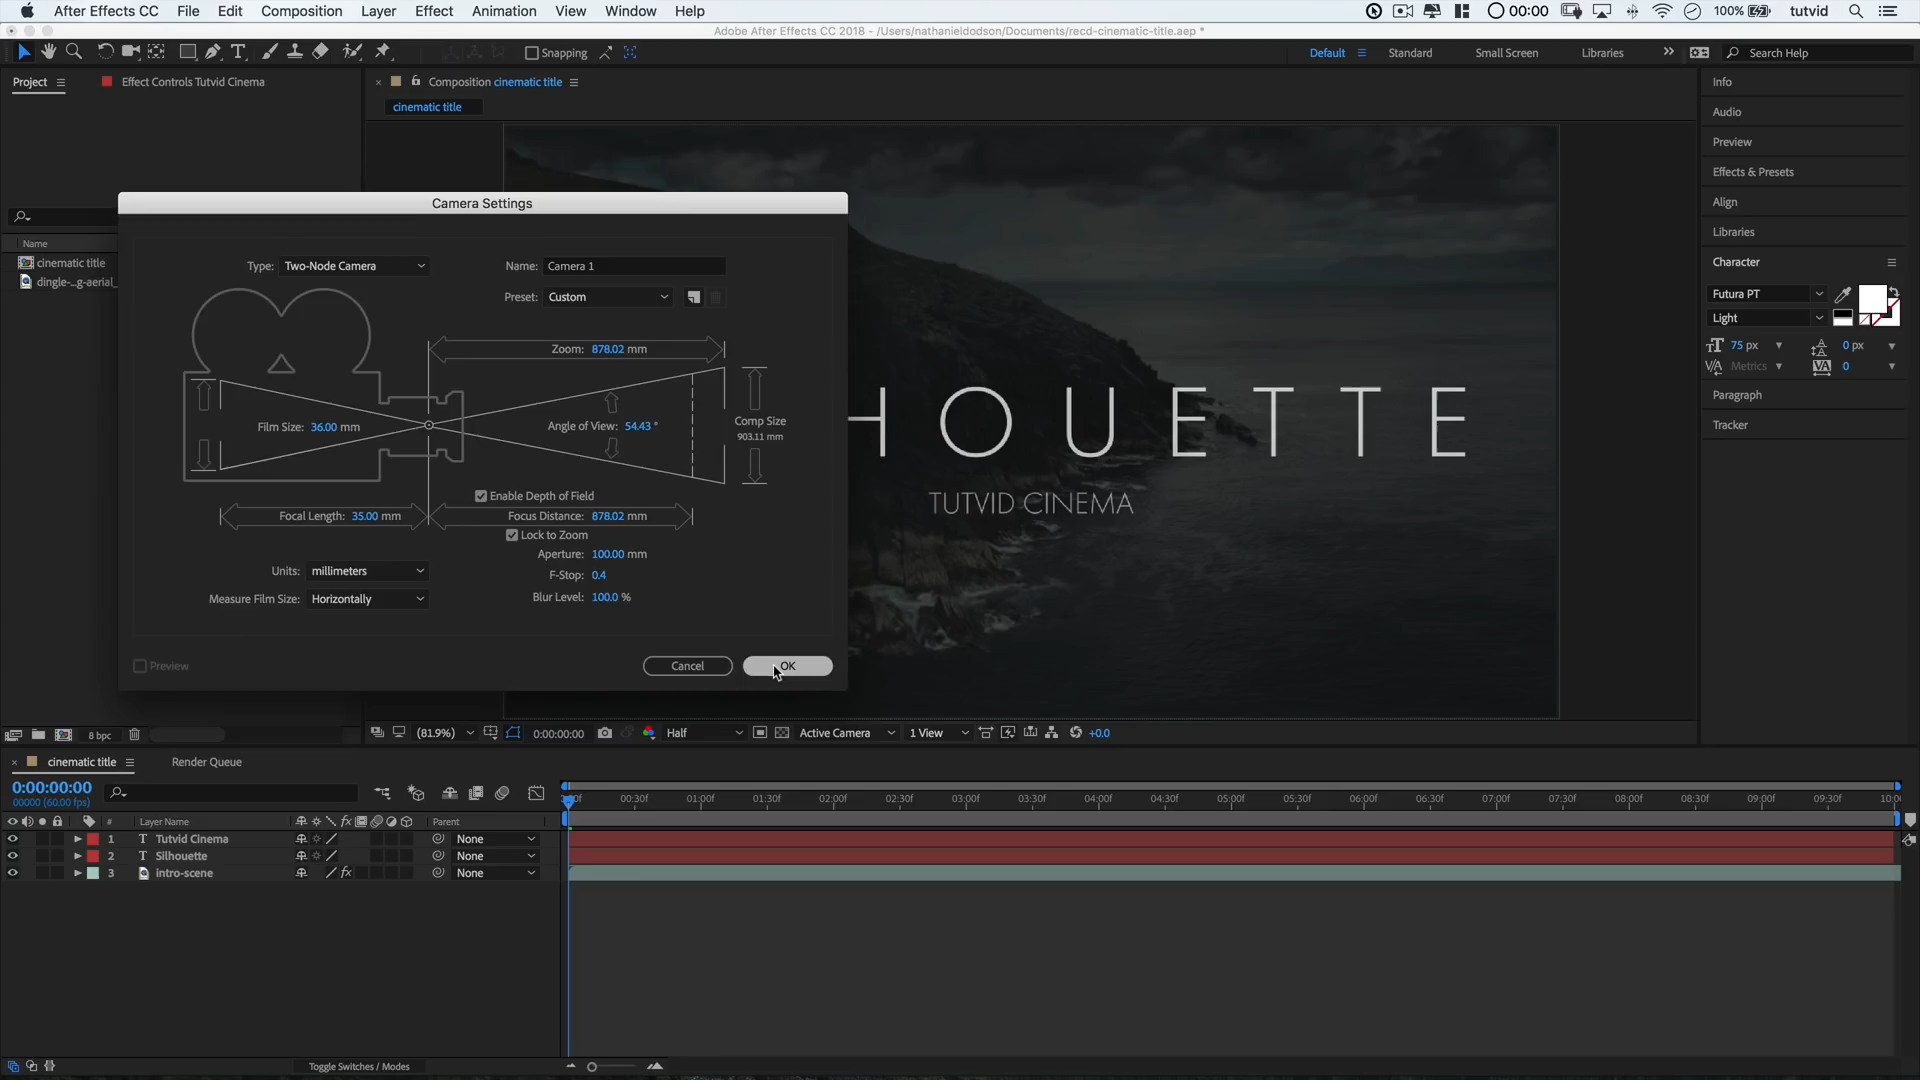 After Effects CC File Edit Composition Layer Effect Animation View Window Help 00:00 100% tutvid
Adobe After Effects CC 2018 - /Users/nathanieldodson/Documents/recd-cinematic-title.aep *
Snapping Default Standard Small Screen Libraries Search Help
Project Effect Controls Tutvid Cinema Composition cinematic title Info
cinematic title Audio
Preview
Effects & Presets
Align
Libraries
Character
Futura PT
Light
75 px 0 px
Metrics 0
Paragraph
Tracker
Name
cinematic title
dingle-...g-aerial_
Camera Settings
Type: Two-Node Camera Name: Camera 1
Preset: Custom
Zoom: 878.02 mm
Film Size: 36.00 mm Angle of View: 54.43 ° Comp Size
903.11 mm
Enable Depth of Field
Focal Length: 35.00 mm Focus Distance: 878.02 mm
Lock to Zoom
Aperture: 100.00 mm
Units: millimeters F-Stop: 0.4
Measure Film Size: Horizontally Blur Level: 100.0 %
Preview Cancel OK
HOUETTE
TUTVID CINEMA
8 bpc (81.9%) 0:00:00:00 Half Active Camera 1 View +0.0
cinematic title Render Queue
0:00:00:00
00000 (60.00 fps)
00f 00:30f 01:00f 01:30f 02:00f 02:30f 03:00f 03:30f 04:00f 04:30f 05:00f 05:30f 06:00f 06:30f 07:00f 07:30f 08:00f 08:30f 09:00f 09:30f 10:00
# Layer Name Parent
1 T Tutvid Cinema None
2 T Silhouette None
3 intro-scene fx None
Toggle Switches / Modes